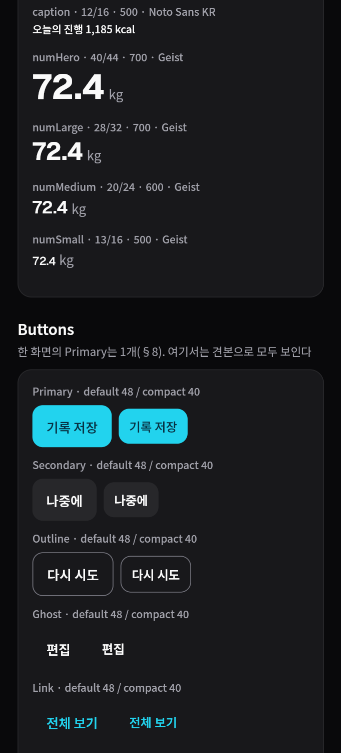 caption · 12/16 · 500 · Noto Sans KR
오늘의 진행 1,185 kcal
numHero · 40/44 · 700 · Geist
72.4 kg
numLarge · 28/32 · 700 · Geist
72.4 kg
numMedium · 20/24 · 600 · Geist
72.4 kg
numSmall · 13/16 · 500 · Geist
72.4 kg
Buttons
한 화면의 Primary는 1개(§8). 여기서는 견본으로 모두 보인다
Primary · default 48 / compact 40
기록 저장 기록 저장
Secondary · default 48 / compact 40
나중에 나중에
Outline · default 48 / compact 40
다시 시도 다시 시도
Ghost · default 48 / compact 40
편집 편집
Link · default 48 / compact 40
전체 보기 전체 보기